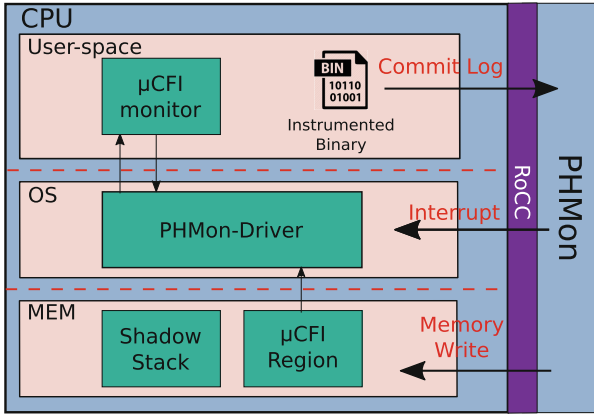 CPU
User-space
µCFI
monitor
BIN
10110
01001
Instrumented
Binary
Commit Log
OS
PHMon-Driver
Interrupt
MEM
Shadow
Stack
µCFI
Region
Memory
Write
RoCC
PHMon